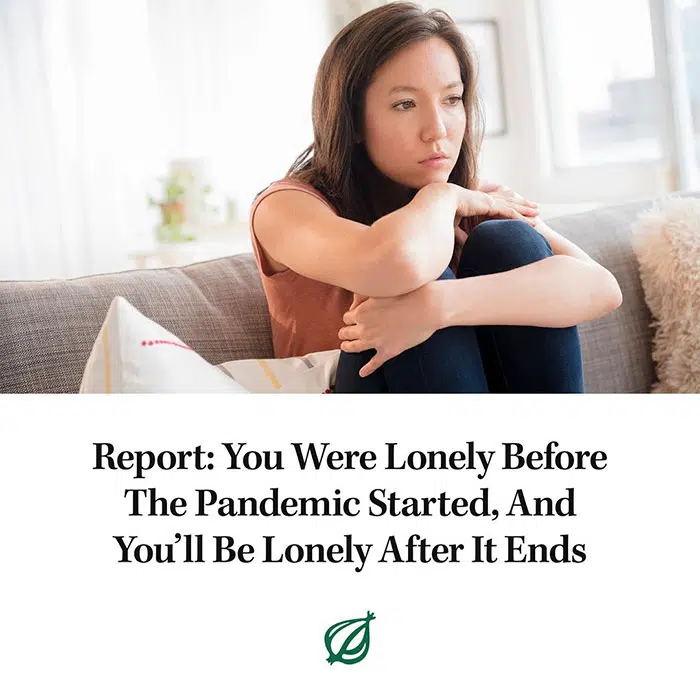 Report: You Were Lonely Before
The Pandemic Started, And
You’ll Be Lonely After It Ends